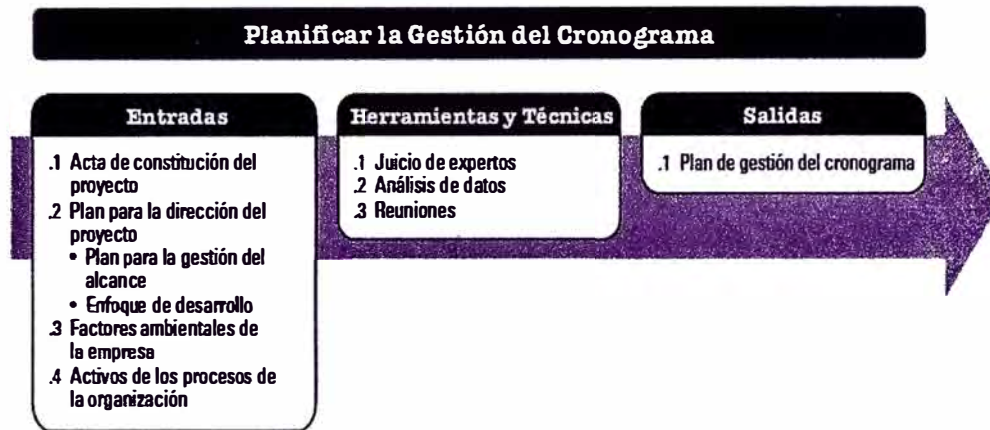 Planificar la Gestión del Cronograma
Entradas
.1 Acta de constitución del
proyecto
.2 Plan para la dirección del
proyecto
• Plan para la gestión del
alcance
• Enfoque de desarrollo
.3 Factores ambientales de
la empresa
.4 Activos de los procesos de
la organización
Herramientas y Técnicas
.1 Juicio de expertos
.2 Análisis de datos
.3 Reuniones
Salidas
.1 Plan de gestión del cronograma